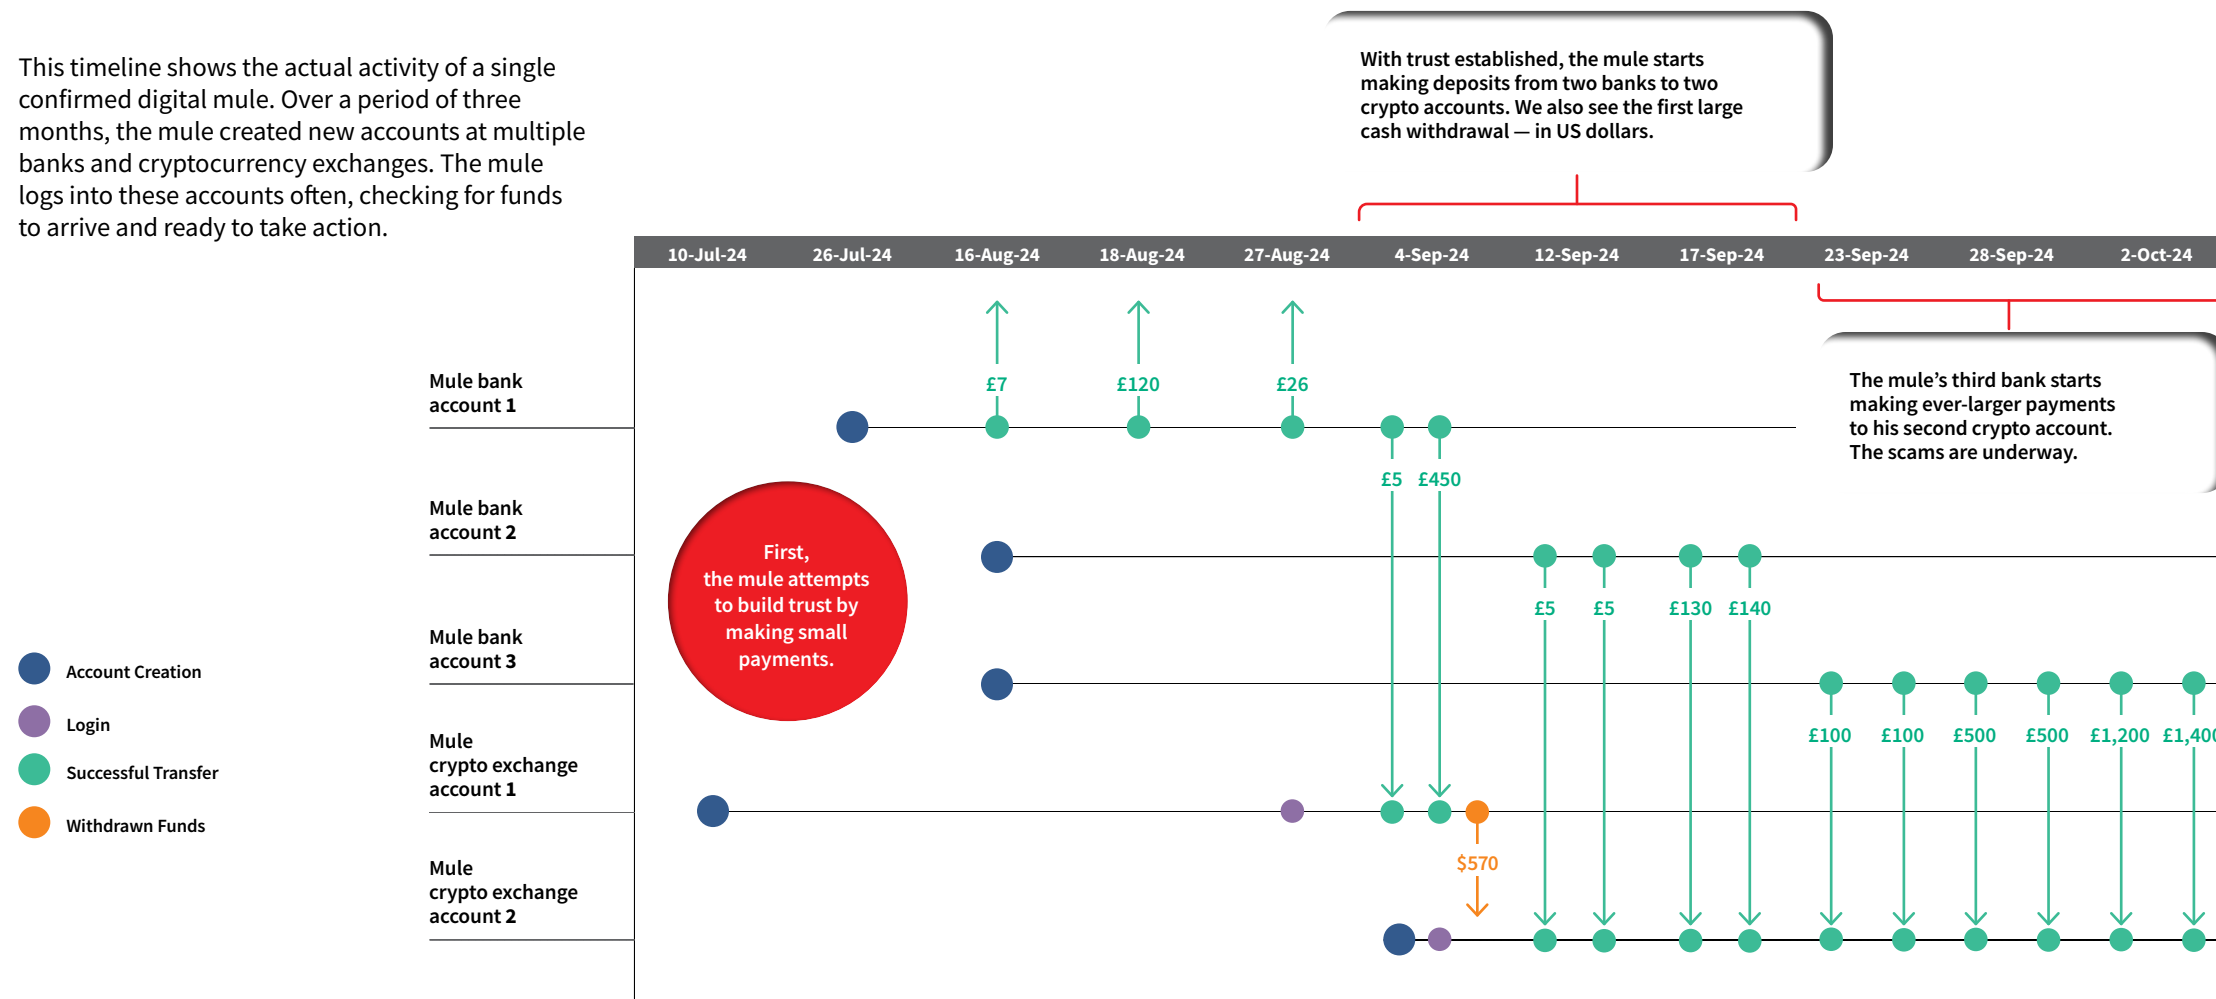 This timeline shows the actual activity of a single
confirmed digital mule. Over a period of three
months, the mule created new accounts at multiple
banks and cryptocurrency exchanges. The mule
logs into these accounts often, checking for funds
to arrive and ready to take action.
With trust established, the mule starts
making deposits from two banks to two
crypto accounts. We also see the first large
cash withdrawal — in US dollars.
10-Jul-24 26-Jul-24 16-Aug-24 18-Aug-24 27-Aug-24 4-Sep-24 12-Sep-24 17-Sep-24 23-Sep-24 28-Sep-24 2-Oct-24
The mule’s third bank starts
making ever-larger payments
to his second crypto account.
The scams are underway.
Mule bank
account 1
£7 £120 £26
£5 £450
Mule bank
account 2
First,
the mule attempts
to build trust by
making small
payments.
£5 £5 £130 £140
Mule bank
account 3
£100 £100 £500 £500 £1,200 £1,400
Mule
crypto exchange
account 1
$570
Mule
crypto exchange
account 2
Account Creation
Login
Successful Transfer
Withdrawn Funds